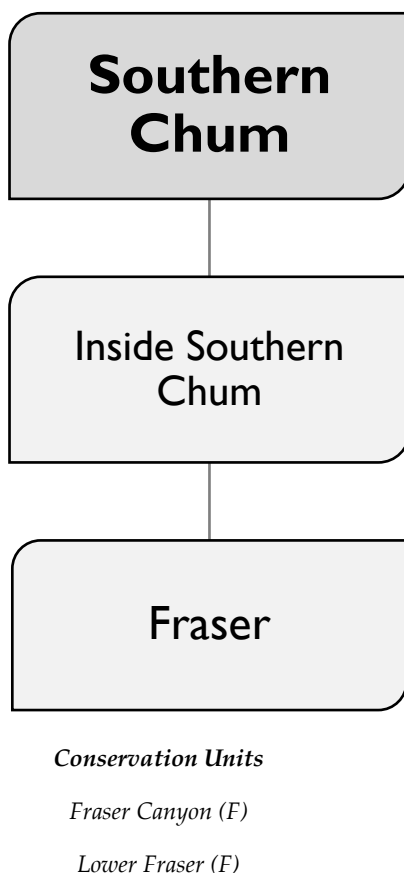 Southern
Chum
Inside Southern
Chum
Fraser
Conservation Units
Fraser Canyon (F)
Lower Fraser (F)